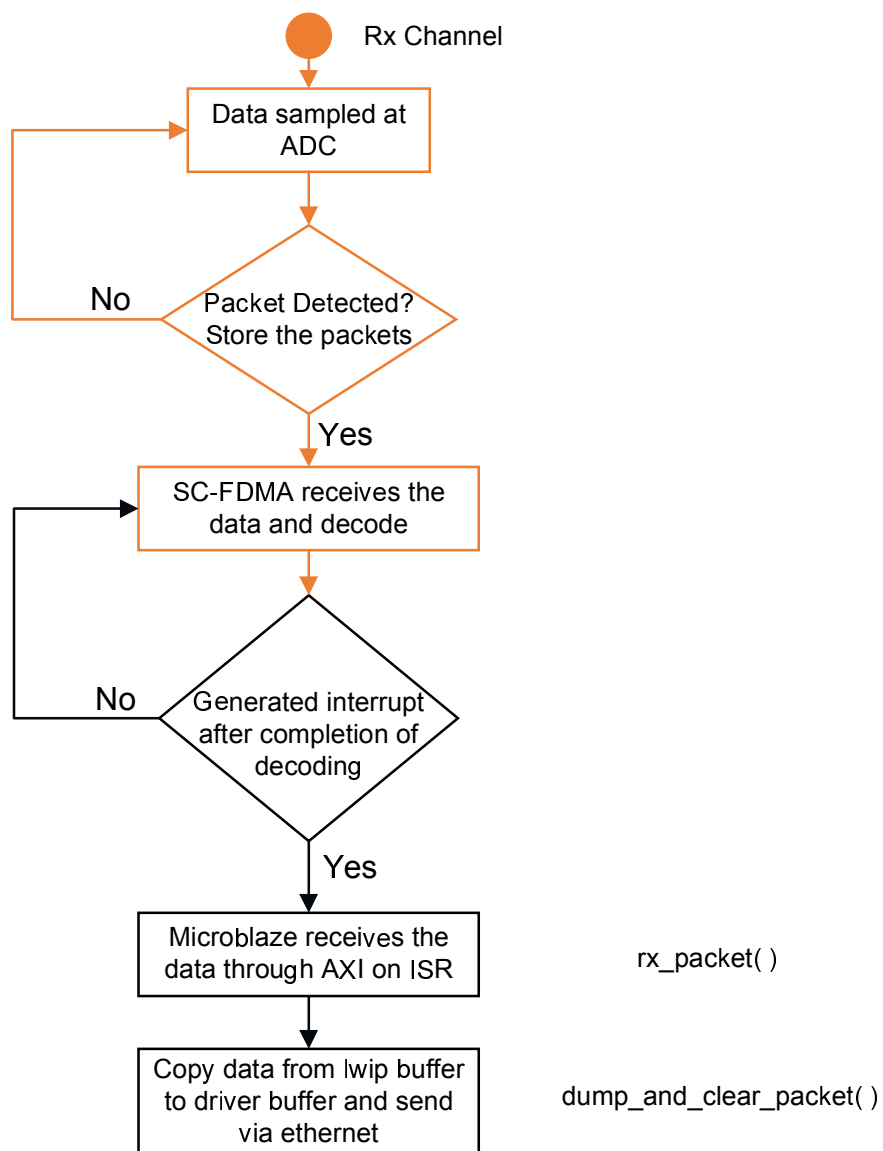 Rx Channel
Data sampled at
ADC
No
Packet Detected?
Store the packets
Yes
SC-FDMA receives the
data and decode
No
Generated interrupt
after completion of
decoding
Yes
Microblaze receives the
data through AXI on ISR
rx_packet( )
Copy data from lwip buffer
to driver buffer and send
via ethernet
dump_and_clear_packet( )